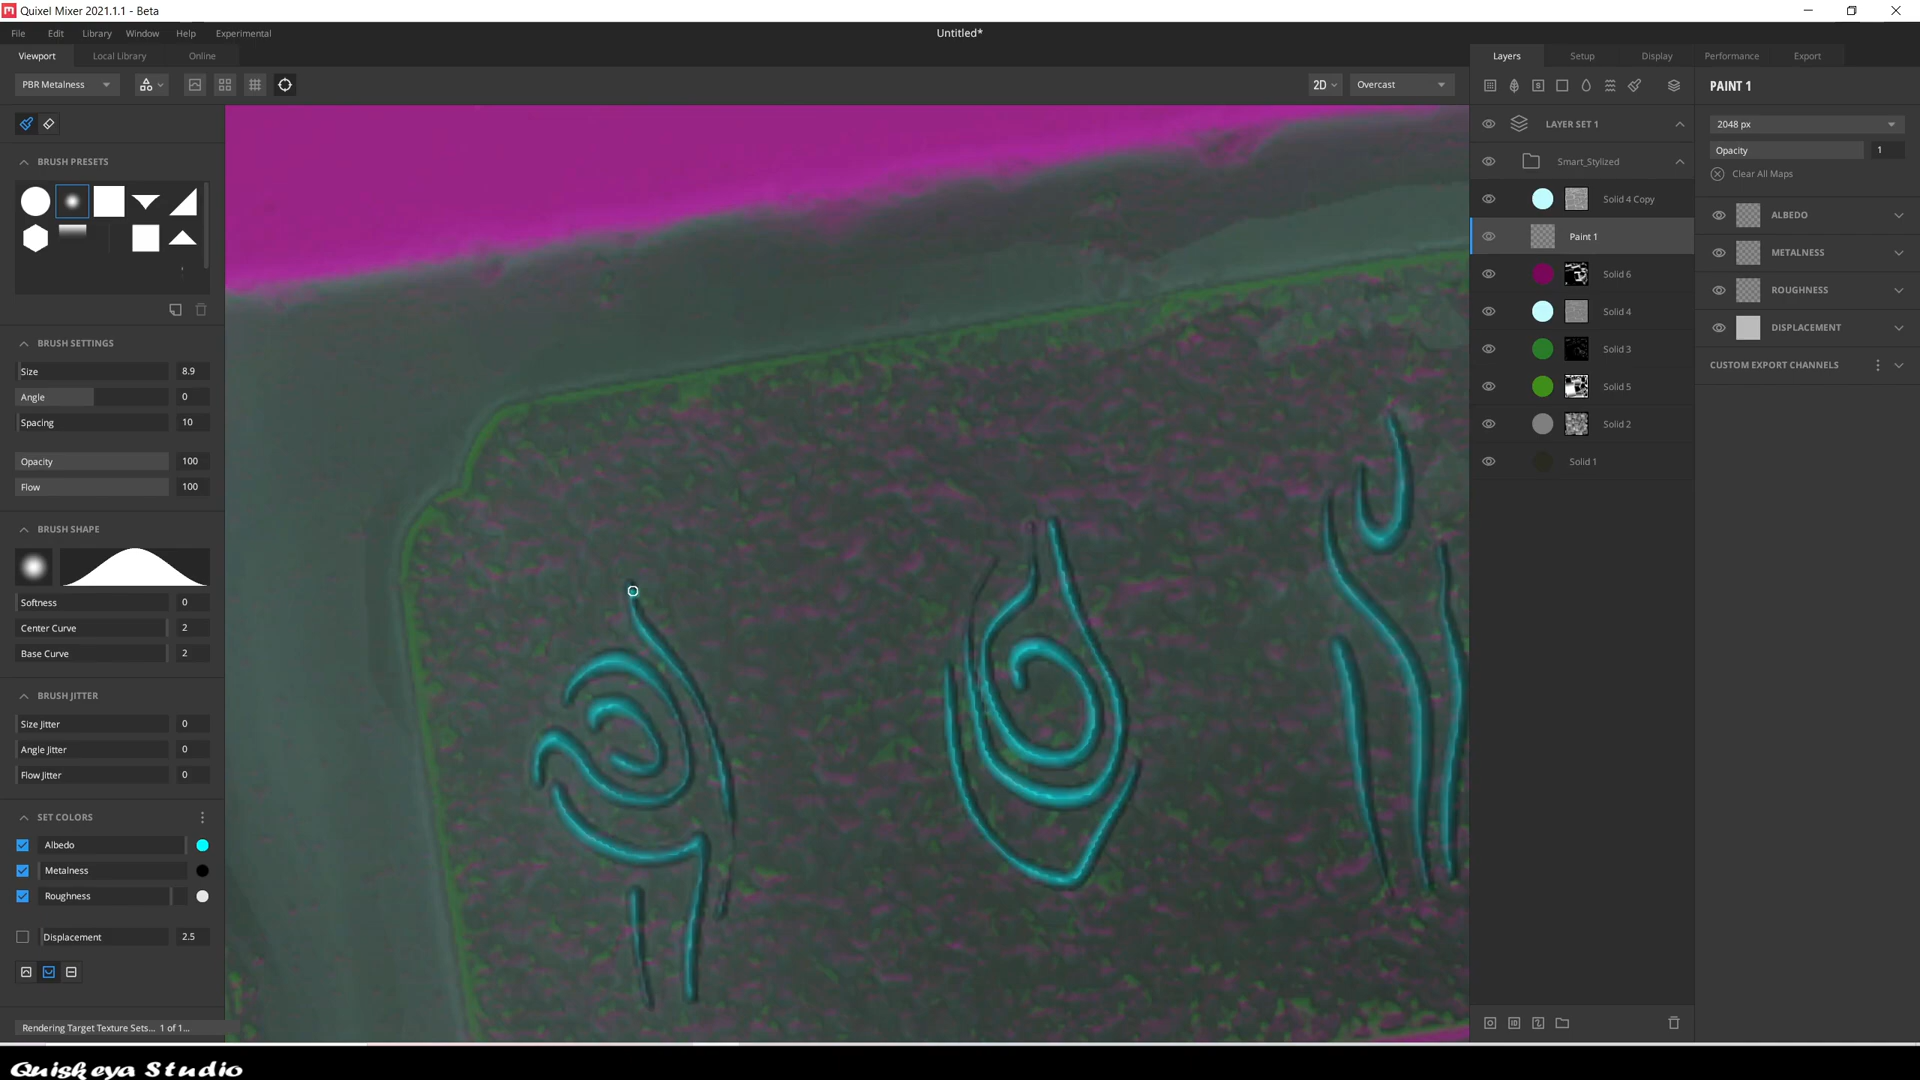 Quixel Mixer 2021.1.1 - Beta
File Edit Library Window Help Experimental
Untitled*
Viewport Local Library Online
Layers Setup Display Performance Export
PBR Metalness
2D
Overcast
PAINT 1
LAYER SET 1
2048 px
Opacity 1
Clear All Maps
BRUSH PRESETS
Smart_Stylized
Solid 4 Copy
ALBEDO
Paint 1
METALNESS
Solid 6
ROUGHNESS
Solid 4
DISPLACEMENT
Solid 3
CUSTOM EXPORT CHANNELS
Solid 5
Solid 2
Solid 1
BRUSH SETTINGS
Size 8.9
Angle 0
Spacing 10
Opacity 100
Flow 100
BRUSH SHAPE
Softness 0
Center Curve 2
Base Curve 2
BRUSH JITTER
Size Jitter 0
Angle Jitter 0
Flow Jitter 0
SET COLORS
Albedo
Metalness
Roughness
Displacement 2.5
Rendering Target Texture Sets... 1 of 1...
Quiskeya Studio